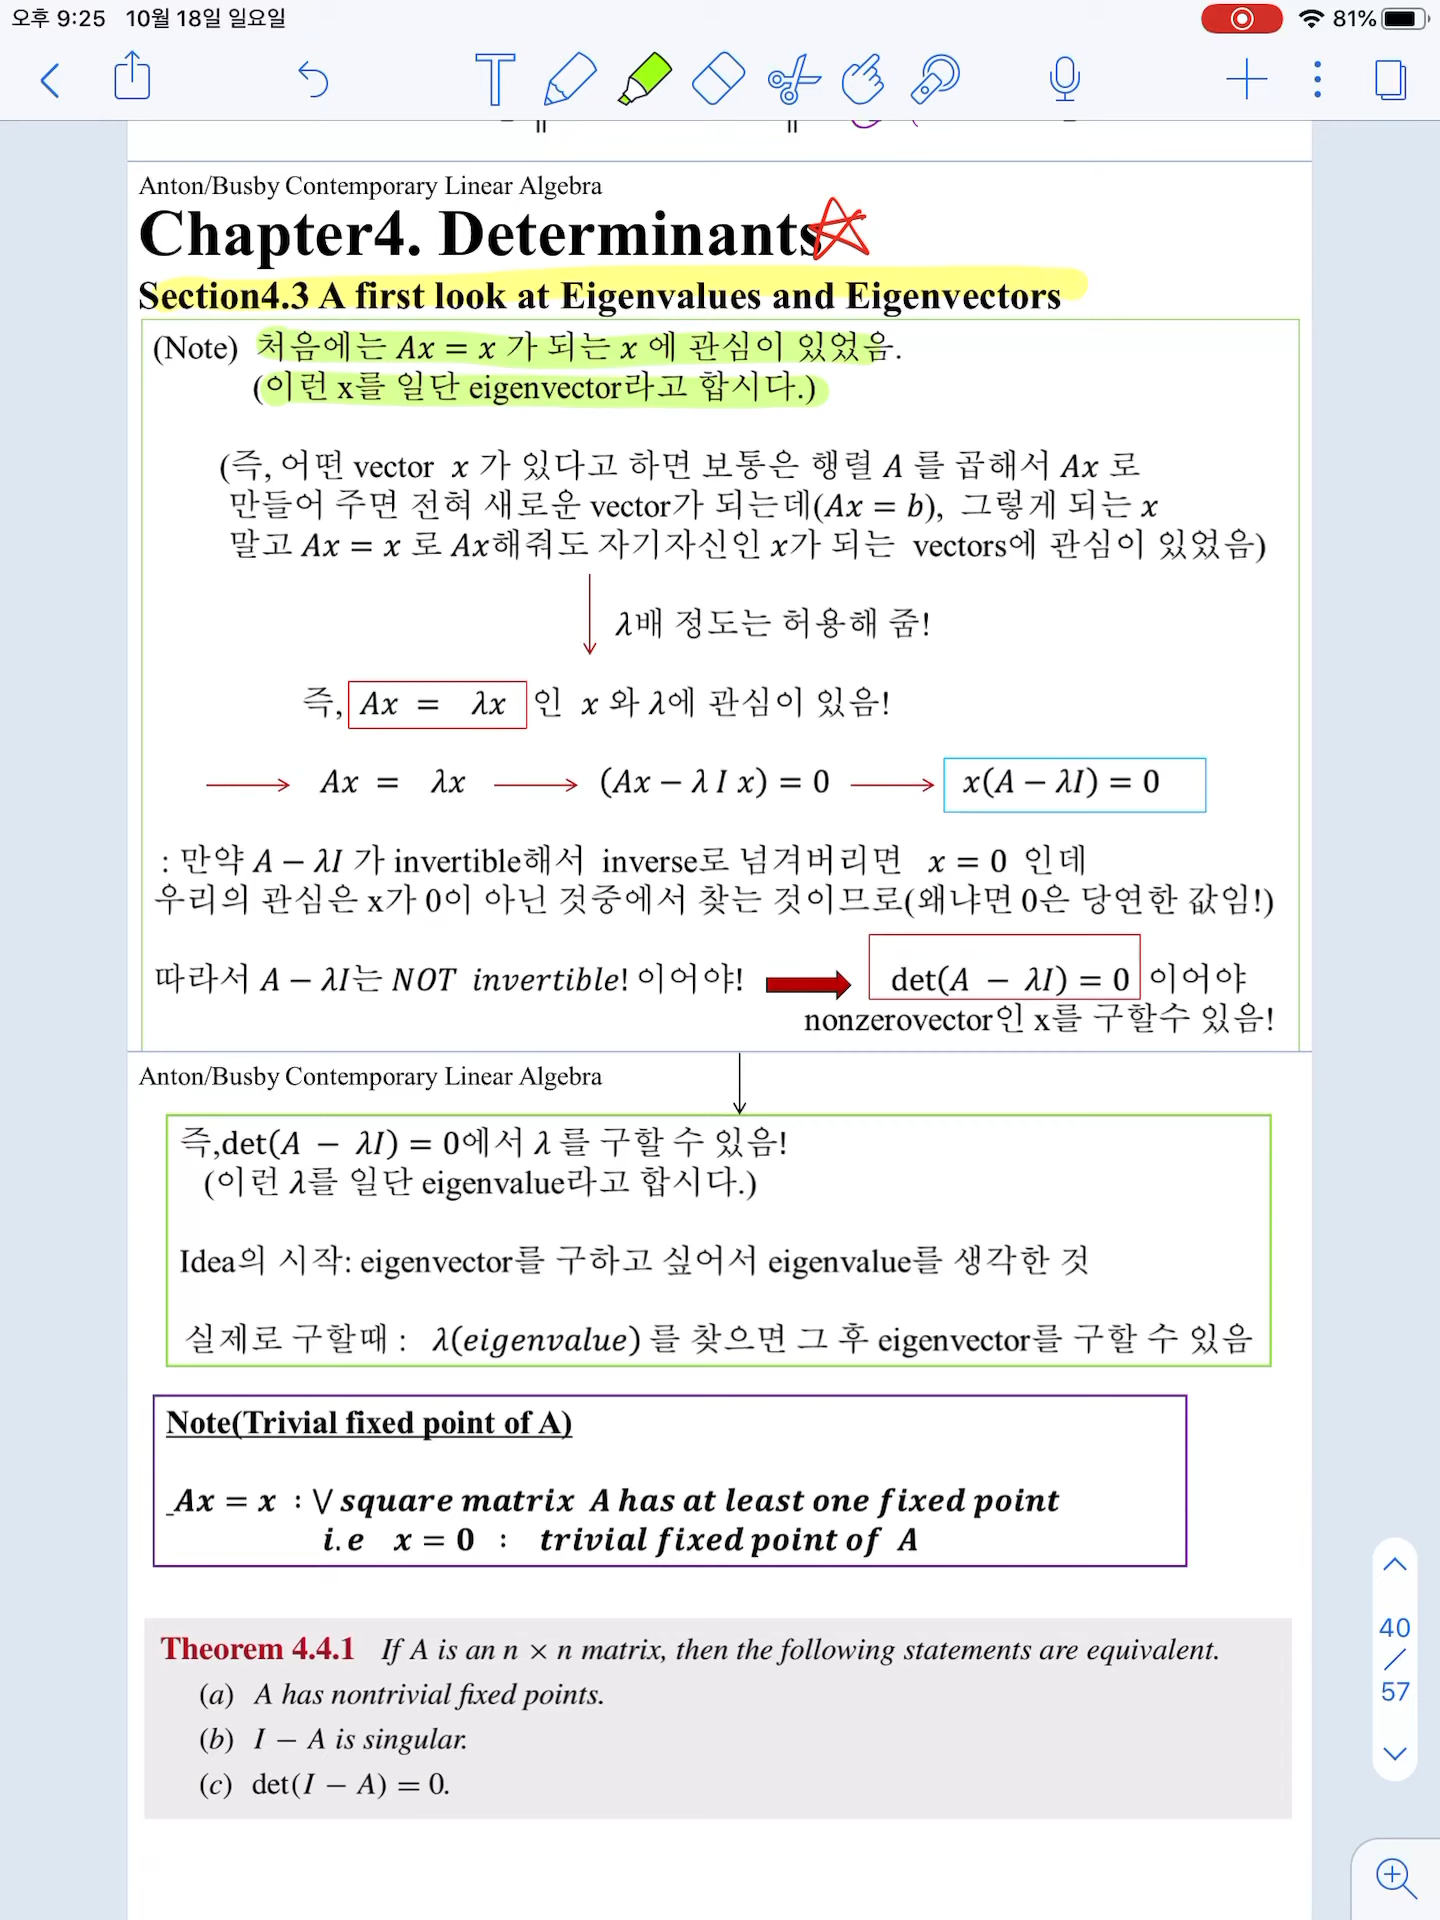 오후 9:25 10월 18일 일요일 81%
Anton/Busby Contemporary Linear Algebra
Chapter4. Determinants
Section4.3 A first look at Eigenvalues and Eigenvectors
(Note) 처음에는 Ax = x 가 되는 x 에 관심이 있었음.
(이런 x를 일단 eigenvector라고 합시다.)
(즉, 어떤 vector x 가 있다고 하면 보통은 행렬 A 를 곱해서 Ax 로
만들어 주면 전혀 새로운 vector가 되는데(Ax = b), 그렇게 되는 x
말고 Ax = x 로 Ax해줘도 자기자신인 x가 되는 vectors에 관심이 있었음)
λ배 정도는 허용해 줌!
즉, Ax = λx 인 x 와 λ에 관심이 있음!
Ax = λx (Ax − λ I x) = 0 x(A − λI) = 0
: 만약 A − λI 가 invertible해서 inverse로 넘겨버리면 x = 0 인데
우리의 관심은 x가 0이 아닌 것중에서 찾는 것이므로(왜냐면 0은 당연한 값임!)
따라서 A − λI는 NOT invertible! 이어야! det(A − λI) = 0 이어야
nonzerovector인 x를 구할수 있음!
Anton/Busby Contemporary Linear Algebra
즉,det(A − λI) = 0에서 λ 를 구할 수 있음!
(이런 λ를 일단 eigenvalue라고 합시다.)
Idea의 시작: eigenvector를 구하고 싶어서 eigenvalue를 생각한 것
실제로 구할때 : λ(eigenvalue) 를 찾으면 그 후 eigenvector를 구할 수 있음
Note(Trivial fixed point of A)
_Ax = x : ∨ square matrix A has at least one fixed point
i.e x = 0 : trivial fixed point of A
Theorem 4.4.1 If A is an n × n matrix, then the following statements are equivalent.
(a) A has nontrivial fixed points.
(b) I − A is singular.
(c) det(I − A) = 0.
40
/
57